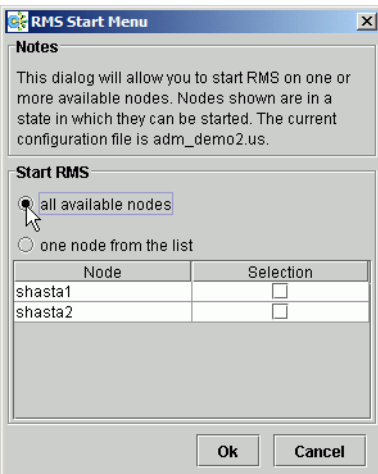 RMS Start Menu
Notes
This dialog will allow you to start RMS on one or
more available nodes. Nodes shown are in a
state in which they can be started. The current
configuration file is adm_demo2.us.
Start RMS
all available nodes
one node from the list
Node Selection
shasta1
shasta2
Ok Cancel